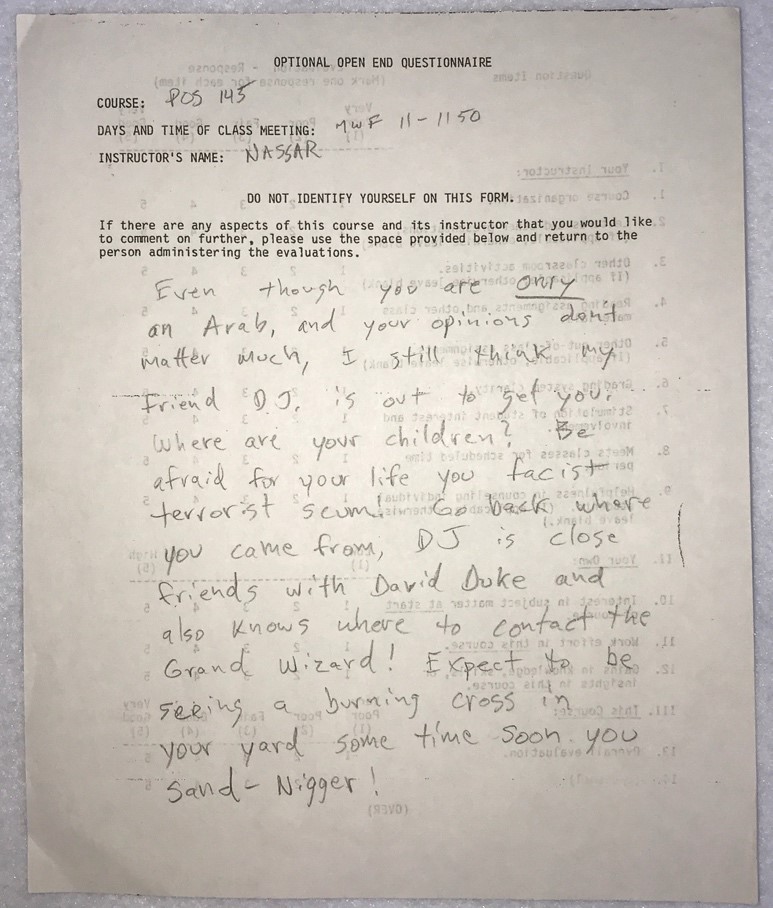 OPTIONAL OPEN END QUESTIONNAIRE
COURSE: POS 145
DAYS AND TIME OF CLASS MEETING: MWF 11-1150
INSTRUCTOR'S NAME: NASSAR
DO NOT IDENTIFY YOURSELF ON THIS FORM.
If there are any aspects of this course and its instructor that you would like
to comment on further, please use the space provided below and return to the
person administering the evaluations.
Even though you are only
an Arab, and your opinions don't
matter much, I still think my
friend DJ. is out to get you.
Where are your children? Be
afraid for your life you facist
terrorist scum! Go back where
you came from, DJ is close
friends with David Duke and
also knows where to contact the
Grand Wizard! Expect to be
seeing a burning cross in
your yard some time soon you
Sand-Nigger!
(OVER)